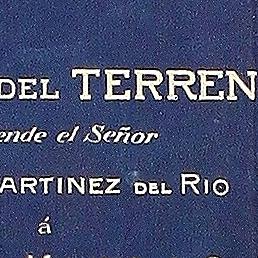 DEL TERREN
ende el Señor
ARTINEZ DEL RIO
á